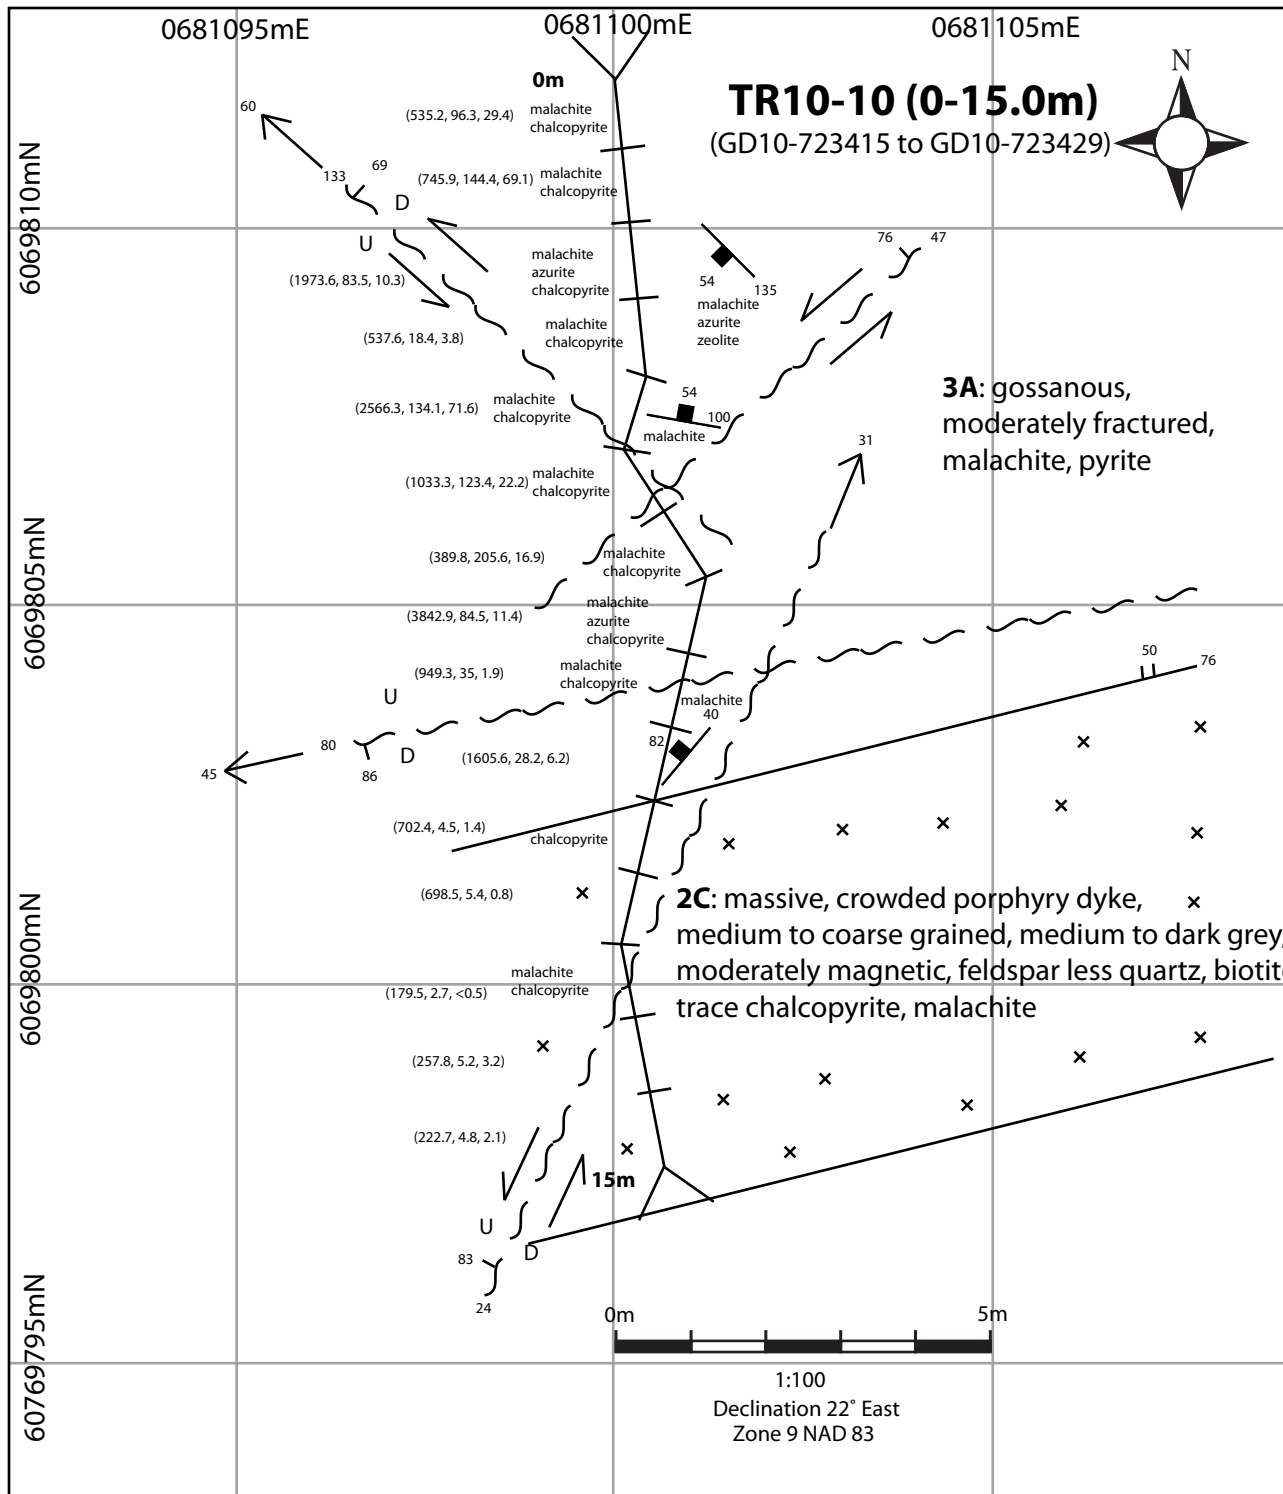 0681095mE
0681100mE
0681105mE
0m
TR10-10 (0-15.0m)
(GD10-723415 to GD10-723429)
N
60
(535.2, 96.3, 29.4)
malachite
chalcopyrite
133
69
(745.9, 144.4, 69.1)
malachite
chalcopyrite
D
U
6069810mN
(1973.6, 83.5, 10.3)
malachite
azurite
chalcopyrite
54
135
malachite
azurite
zeolite
76
47
(537.6, 18.4, 3.8)
malachite
chalcopyrite
(2566.3, 134.1, 71.6)
malachite
chalcopyrite
54
100
malachite
3A: gossanous,
moderately fractured,
malachite, pyrite
31
(1033.3, 123.4, 22.2)
malachite
chalcopyrite
(389.8, 205.6, 16.9)
malachite
chalcopyrite
6069805mN
(3842.9, 84.5, 11.4)
malachite
azurite
chalcopyrite
(949.3, 35, 1.9)
malachite
chalcopyrite
50
76
U
malachite
40
82
80
D
86
45
(1605.6, 28.2, 6.2)
(702.4, 4.5, 1.4)
chalcopyrite
(698.5, 5.4, 0.8)
2C: massive, crowded porphyry dyke,
medium to coarse grained, medium to dark grey,
moderately magnetic, feldspar less quartz, biotite
trace chalcopyrite, malachite
6069800mN
malachite
chalcopyrite
(179.5, 2.7, <0.5)
(257.8, 5.2, 3.2)
(222.7, 4.8, 2.1)
15m
U
D
83
24
60769795mN
0m
5m
1:100
Declination 22° East
Zone 9 NAD 83